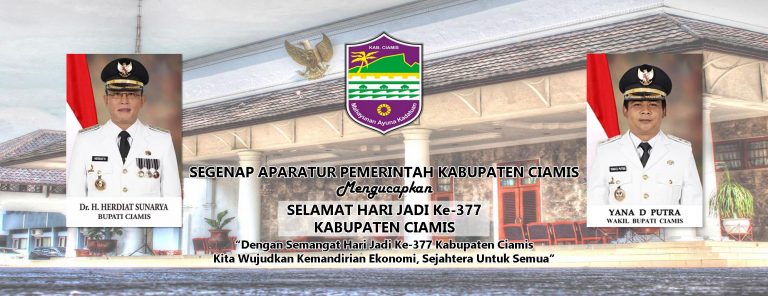 KAB. CIAMIS
Mahayunan Ayuna Kadatuan
SEGENAP APARATUR PEMERINTAH KABUPATEN CIAMIS
Mengucapkan
SELAMAT HARI JADI Ke-377
KABUPATEN CIAMIS
"Dengan Semangat Hari Jadi Ke-377 Kabupaten Ciamis
Kita Wujudkan Kemandirian Ekonomi, Sejahtera Untuk Semua"
Dr. H. HERDIAT SUNARYA
BUPATI CIAMIS
YANA D PUTRA
WAKIL BUPATI CIAMIS